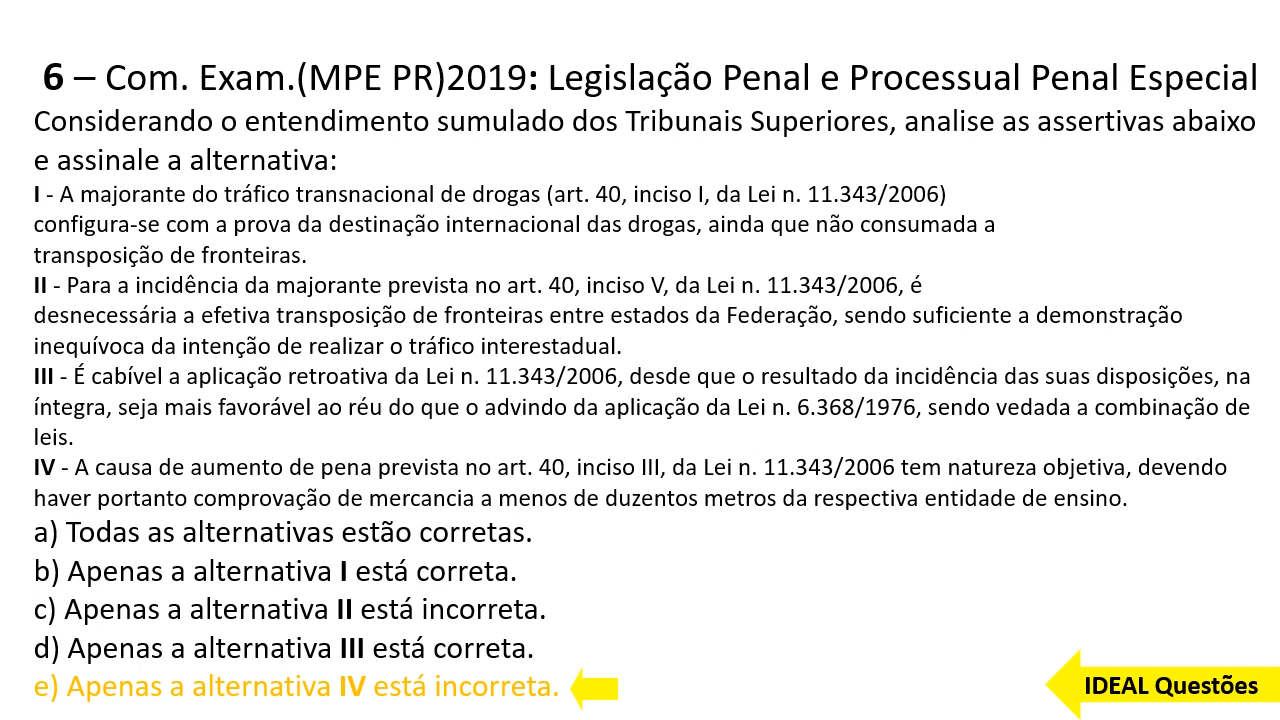 6 – Com. Exam.(MPE PR)2019: Legislação Penal e Processual Penal Especial
Considerando o entendimento sumulado dos Tribunais Superiores, analise as assertivas abaixo
e assinale a alternativa:
I - A majorante do tráfico transnacional de drogas (art. 40, inciso I, da Lei n. 11.343/2006)
configura-se com a prova da destinação internacional das drogas, ainda que não consumada a
transposição de fronteiras.
II - Para a incidência da majorante prevista no art. 40, inciso V, da Lei n. 11.343/2006, é
desnecessária a efetiva transposição de fronteiras entre estados da Federação, sendo suficiente a demonstração
inequívoca da intenção de realizar o tráfico interestadual.
III - É cabível a aplicação retroativa da Lei n. 11.343/2006, desde que o resultado da incidência das suas disposições, na
íntegra, seja mais favorável ao réu do que o advindo da aplicação da Lei n. 6.368/1976, sendo vedada a combinação de
leis.
IV - A causa de aumento de pena prevista no art. 40, inciso III, da Lei n. 11.343/2006 tem natureza objetiva, devendo
haver portanto comprovação de mercancia a menos de duzentos metros da respectiva entidade de ensino.
a) Todas as alternativas estão corretas.
b) Apenas a alternativa I está correta.
c) Apenas a alternativa II está incorreta.
d) Apenas a alternativa III está correta.
e) Apenas a alternativa IV está incorreta.
IDEAL Questões